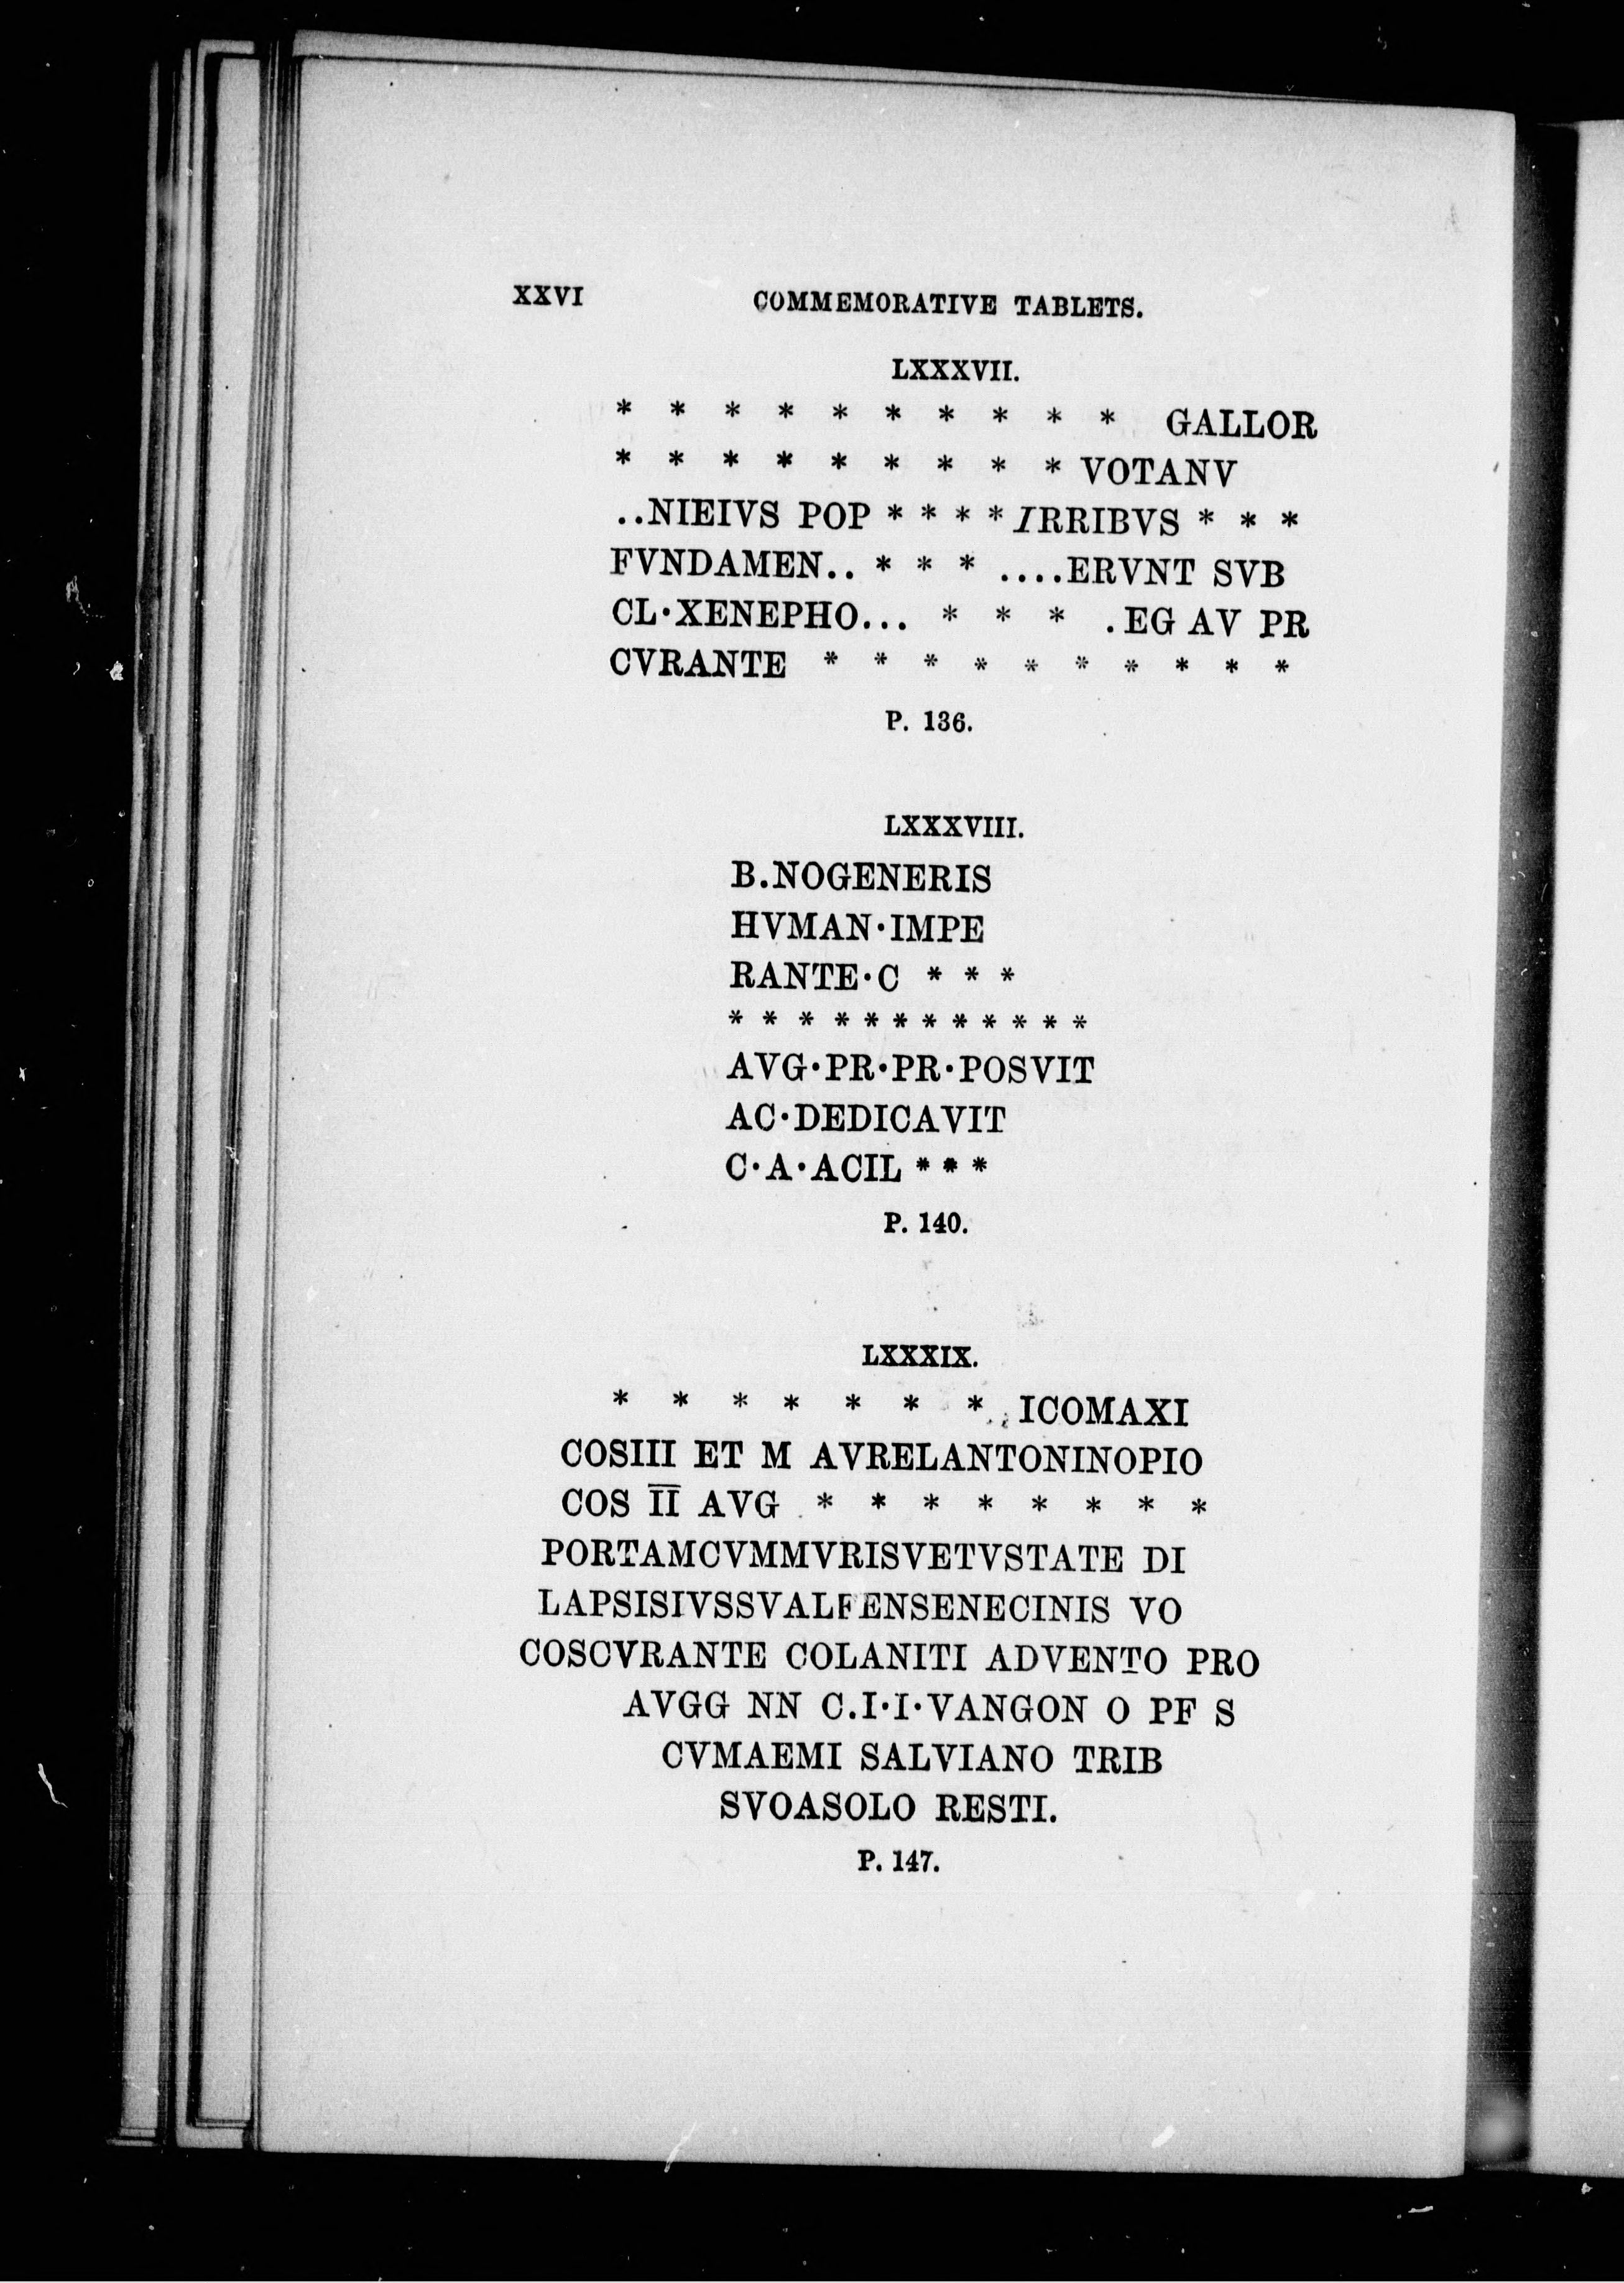 XXVI COMMEMORATIVE TABLETS.
LXXXVII.
* * * * * * * * * * GALLOR
* * * * * * * * * VOTANV
..NIEIVS POP * * * * IRRIBVS * * *
FVNDAMEN.. * * * ....ERVNT SVB
CL·XENEPHO... * * * .EG AV PR
CVRANTE * * * * * * * * * *
P. 136.
LXXXVIII.
B.NOGENERIS
HVMAN·IMPE
RANTE·C * * *
* * * * * * * * * * * *
AVG·PR·PR·POSVIT
AC·DEDICAVIT
C·A·ACIL * * *
P. 140.
LXXXIX.
* * * * * * * ICOMAXI
COSIII ET M AVRELANTONINOPIO
COS I̅I̅ AVG * * * * * * * *
PORTAMCVMMVRISVETVSTATE DI
LAPSISIVSSVALFENSENECINIS VO
COSCVRANTE COLANITI ADVENTO PRO
AVGG NN C.I·I·VANGON O PF S
CVMAEMI SALVIANO TRIB
SVOASOLO RESTI.
P. 147.